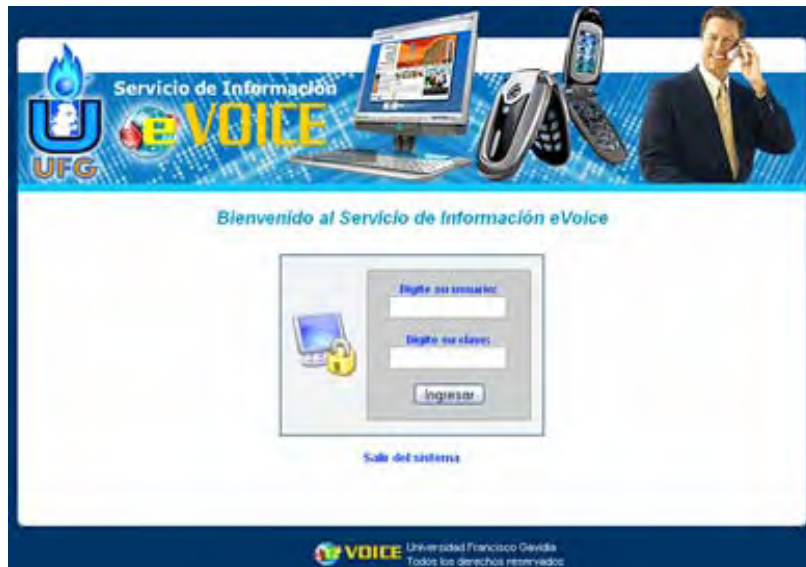 Servicio de Información
e VOICE
UFG
Bienvenido al Servicio de Información eVoice
Digite su usuario:
Digite su clave:
Ingresar
Salir del sistema
e VOICE Universidad Francisco Gavidia
Todos los derechos reservados